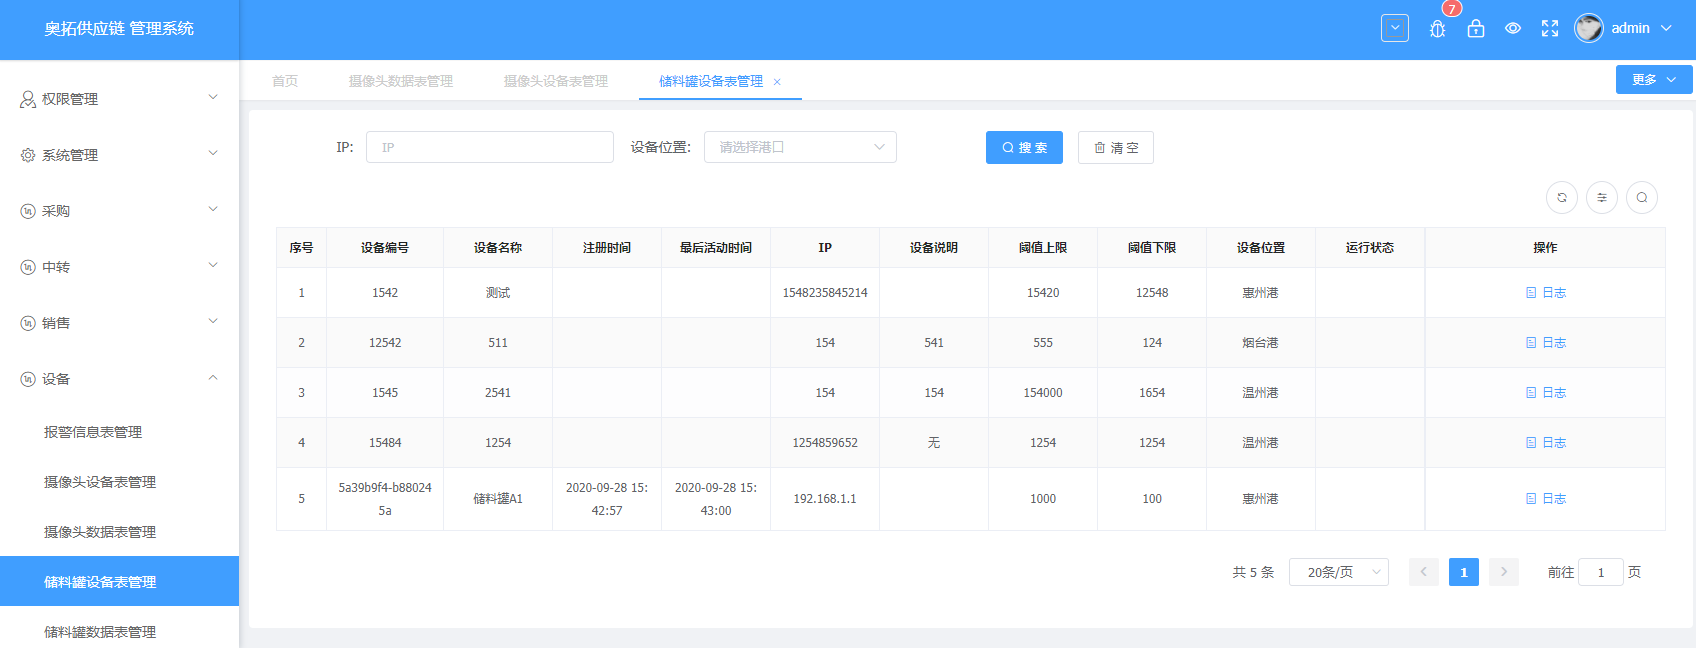 奥拓供应链 管理系统
7
admin
权限管理
系统管理
采购
中转
销售
设备
报警信息表管理
摄像头设备表管理
摄像头数据表管理
储料罐设备表管理
储料罐数据表管理
首页 摄像头数据表管理 摄像头设备表管理 储料罐设备表管理 ×
更多
IP: IP 设备位置: 请选择港口 搜 索 清 空
序号 设备编号 设备名称 注册时间 最后活动时间 IP 设备说明 阈值上限 阈值下限 设备位置 运行状态 操作
1 1542 测试 1548235845214 15420 12548 惠州港 日志
2 12542 511 154 541 555 124 烟台港 日志
3 1545 2541 154 154 154000 1654 温州港 日志
4 15484 1254 1254859652 无 1254 1254 温州港 日志
5 5a39b9f4-b880245a 储料罐A1 2020-09-28 15:42:57 2020-09-28 15:43:00 192.168.1.1 1000 100 惠州港 日志
共 5 条 20条/页 1 前往 1 页